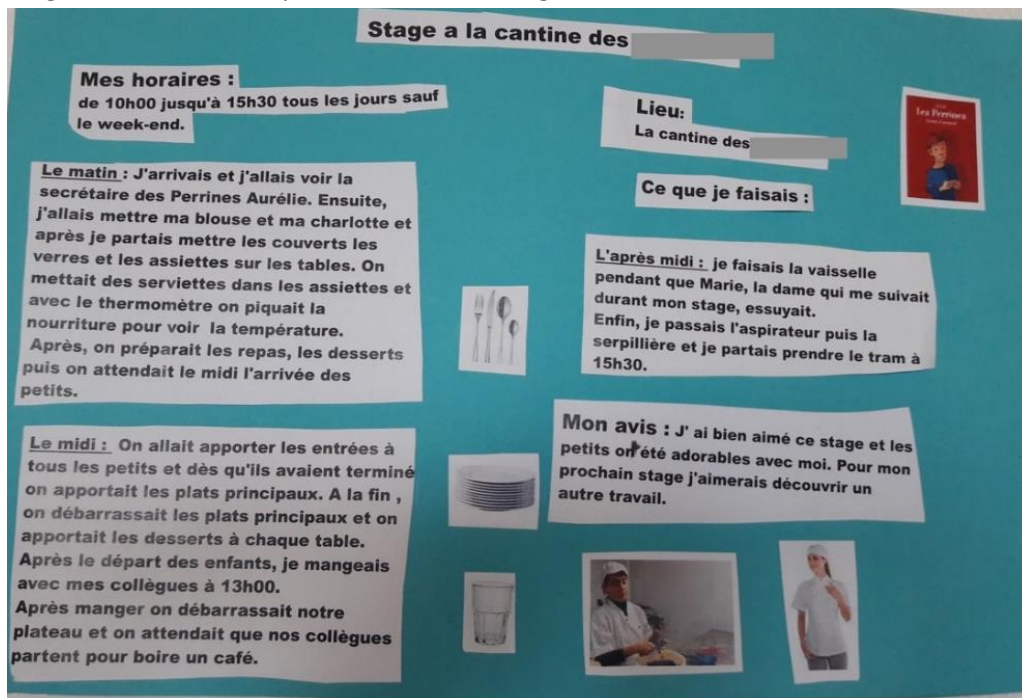 Stage a la cantine des
Mes horaires :
de 10h00 jusqu'à 15h30 tous les jours sauf
le week-end.
Lieu:
La cantine des
Les Perrines
Ce que je faisais :
Le matin : J'arrivais et j'allais voir la
secrétaire des Perrines Aurélie. Ensuite,
j'allais mettre ma blouse et ma charlotte et
après je partais mettre les couverts les
verres et les assiettes sur les tables. On
mettait des serviettes dans les assiettes et
avec le thermomètre on piquait la
nourriture pour voir la température.
Après, on préparait les repas, les desserts
puis on attendait le midi l'arrivée des
petits.
L'après midi : je faisais la vaisselle
pendant que Marie, la dame qui me suivait
durant mon stage, essuyait.
Enfin, je passais l'aspirateur puis la
serpillière et je partais prendre le tram à
15h30.
Le midi : On allait apporter les entrées à
tous les petits et dès qu'ils avaient terminé
on apportait les plats principaux. A la fin ,
on débarrassait les plats principaux et on
apportait les desserts à chaque table.
Après le départ des enfants, je mangeais
avec mes collègues à 13h00.
Après manger on débarrassait notre
plateau et on attendait que nos collègues
partent pour boire un café.
Mon avis : J' ai bien aimé ce stage et les
petits ont été adorables avec moi. Pour mon
prochain stage j'aimerais découvrir un
autre travail.